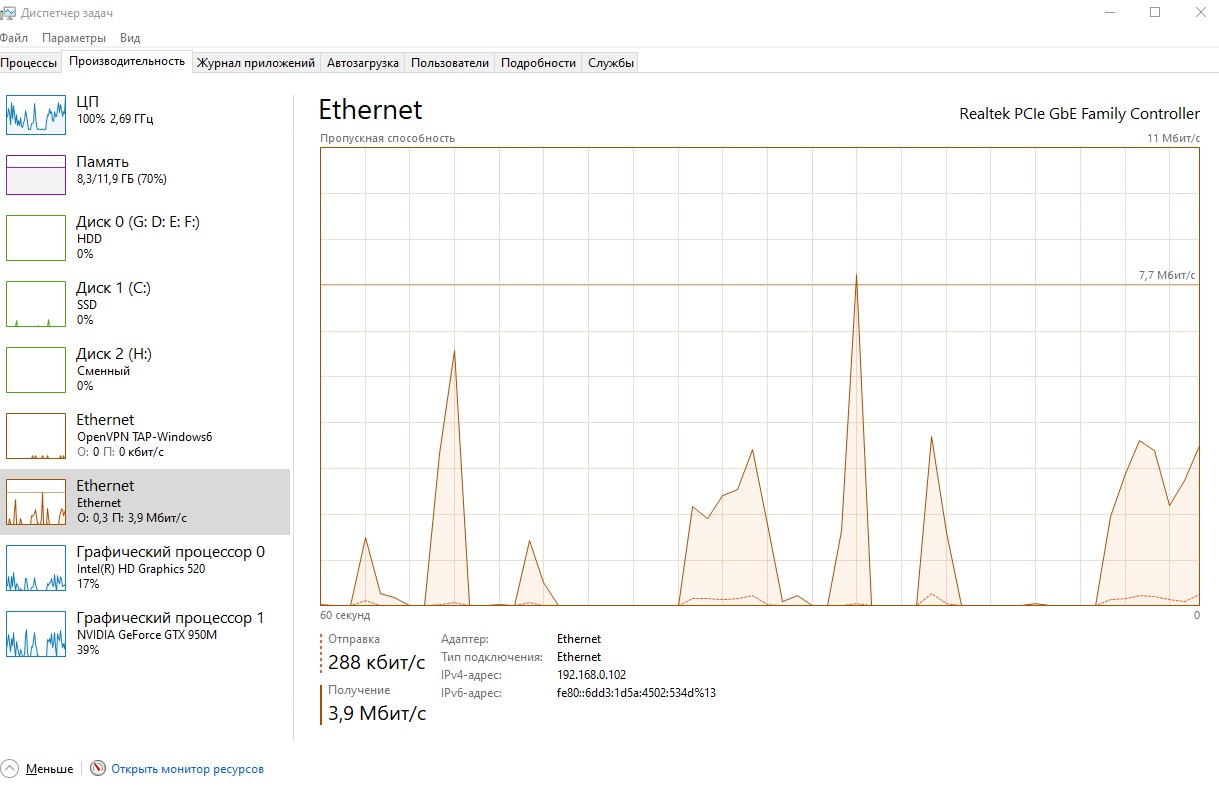 Диспетчер задач
Файл Параметры Вид
Процессы Производительность Журнал приложений Автозагрузка Пользователи Подробности Службы
ЦП
100% 2,69 ГГц
Память
8,3/11,9 ГБ (70%)
Диск 0 (G: D: E: F:)
HDD
0%
Диск 1 (C:)
SSD
0%
Диск 2 (H:)
Сменный
0%
Ethernet
OpenVPN TAP-Windows6
О: 0 П: 0 кбит/с
Ethernet
Ethernet
О: 0,3 П: 3,9 Мбит/с
Графический процессор 0
Intel(R) HD Graphics 520
17%
Графический процессор 1
NVIDIA GeForce GTX 950M
39%
Ethernet
Realtek PCIe GbE Family Controller
Пропускная способность
11 Мбит/с
7,7 Мбит/с
60 секунд
0
Отправка
288 кбит/с
Получение
3,9 Мбит/с
Адаптер: Ethernet
Тип подключения: Ethernet
IPv4-адрес: 192.168.0.102
IPv6-адрес: fe80::6dd3:1d5a:4502:534d%13
Меньше
Открыть монитор ресурсов